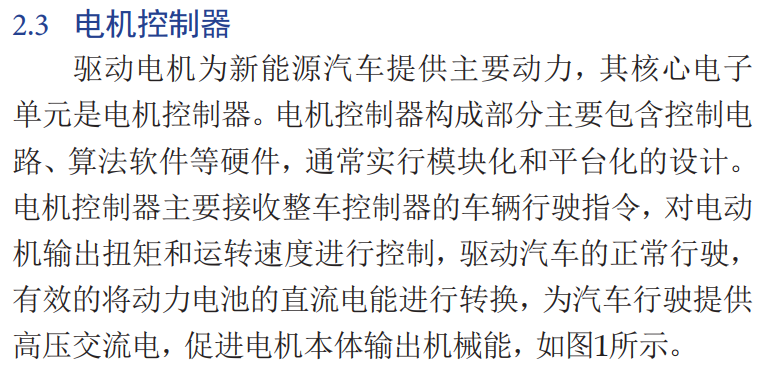 2.3 电机控制器
驱动电机为新能源汽车提供主要动力，其核心电子
单元是电机控制器。电机控制器构成部分主要包含控制电
路、算法软件等硬件，通常实行模块化和平台化的设计。
电机控制器主要接收整车控制器的车辆行驶指令，对电动
机输出扭矩和运转速度进行控制，驱动汽车的正常行驶，
有效的将动力电池的直流电能进行转换，为汽车行驶提供
高压交流电，促进电机本体输出机械能，如图1所示。